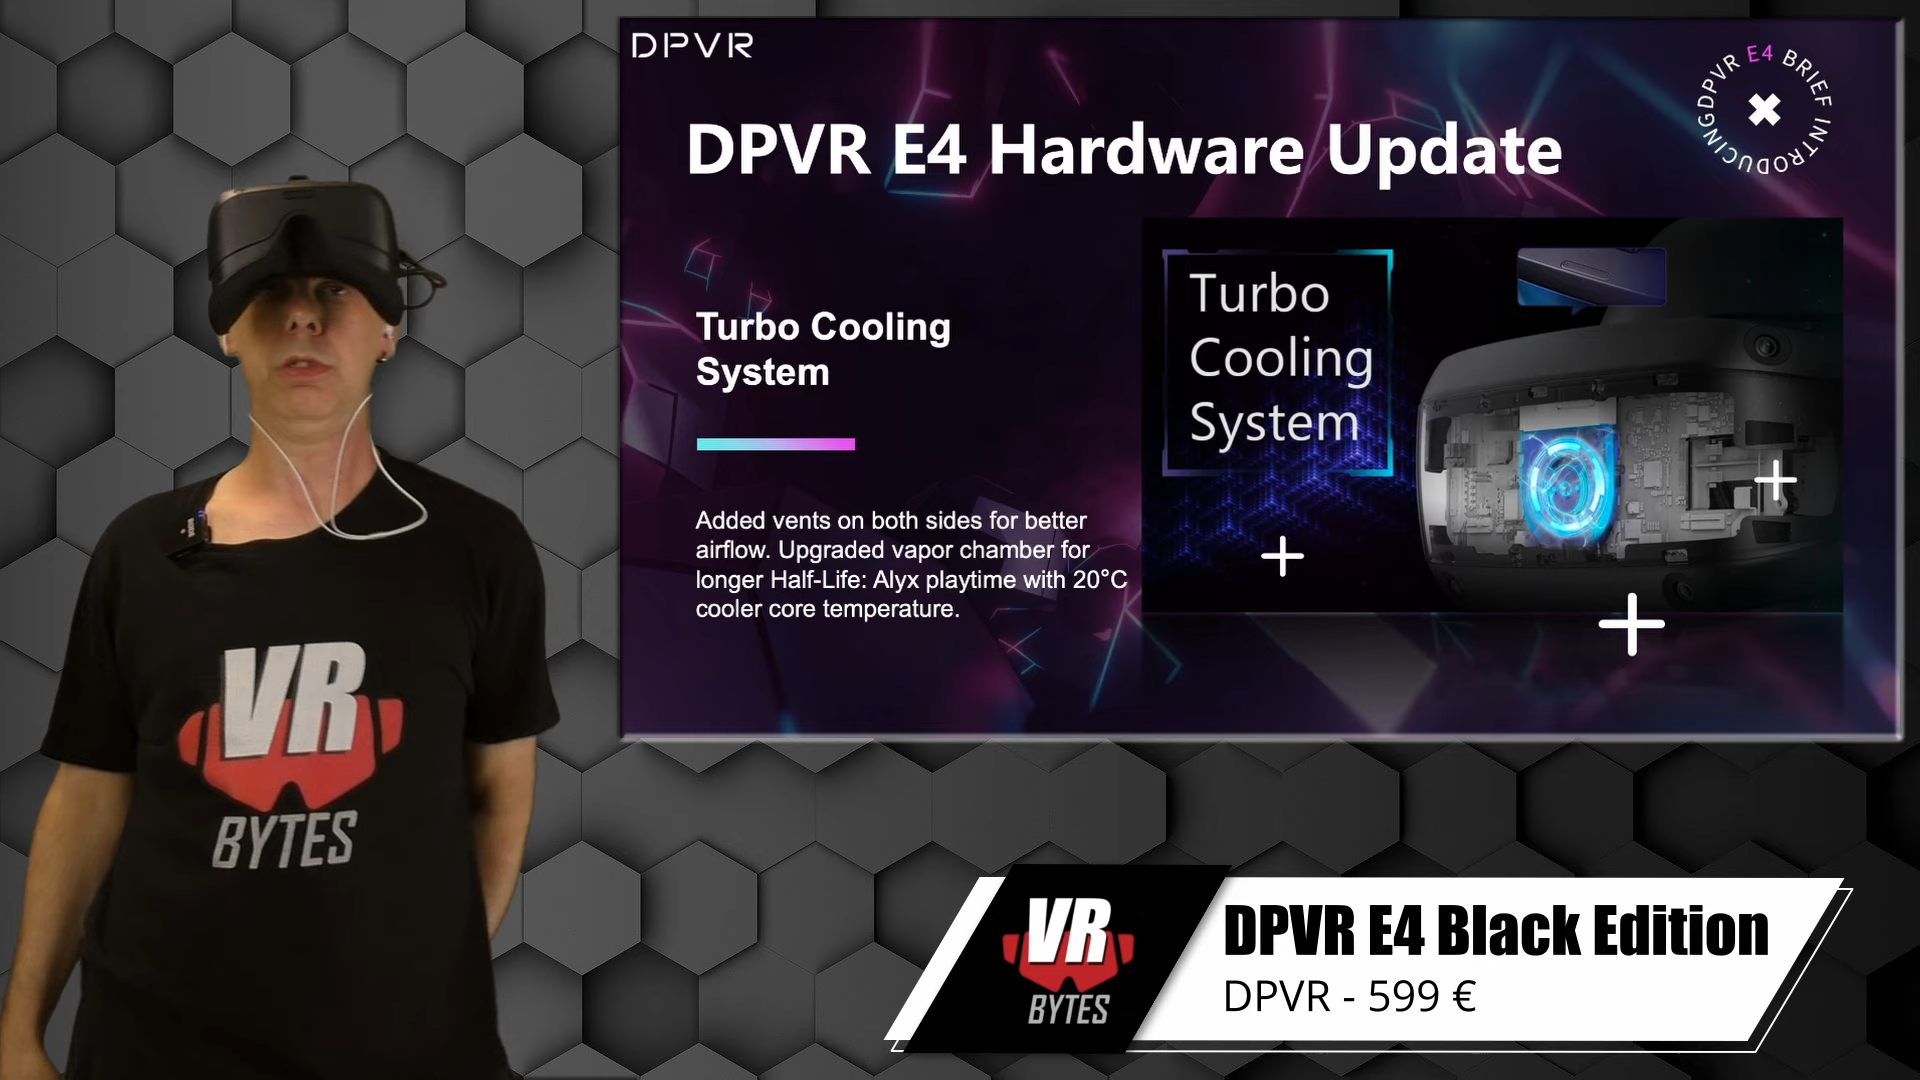 DPVR
DPVR E4 BRIEF INTRODUCING
DPVR E4 Hardware Update
Turbo Cooling
System
Added vents on both sides for better
airflow. Upgraded vapor chamber for
longer Half-Life: Alyx playtime with 20°C
cooler core temperature.
Turbo
Cooling
System
VR
BYTES
VR
BYTES
DPVR E4 Black Edition
DPVR - 599 €